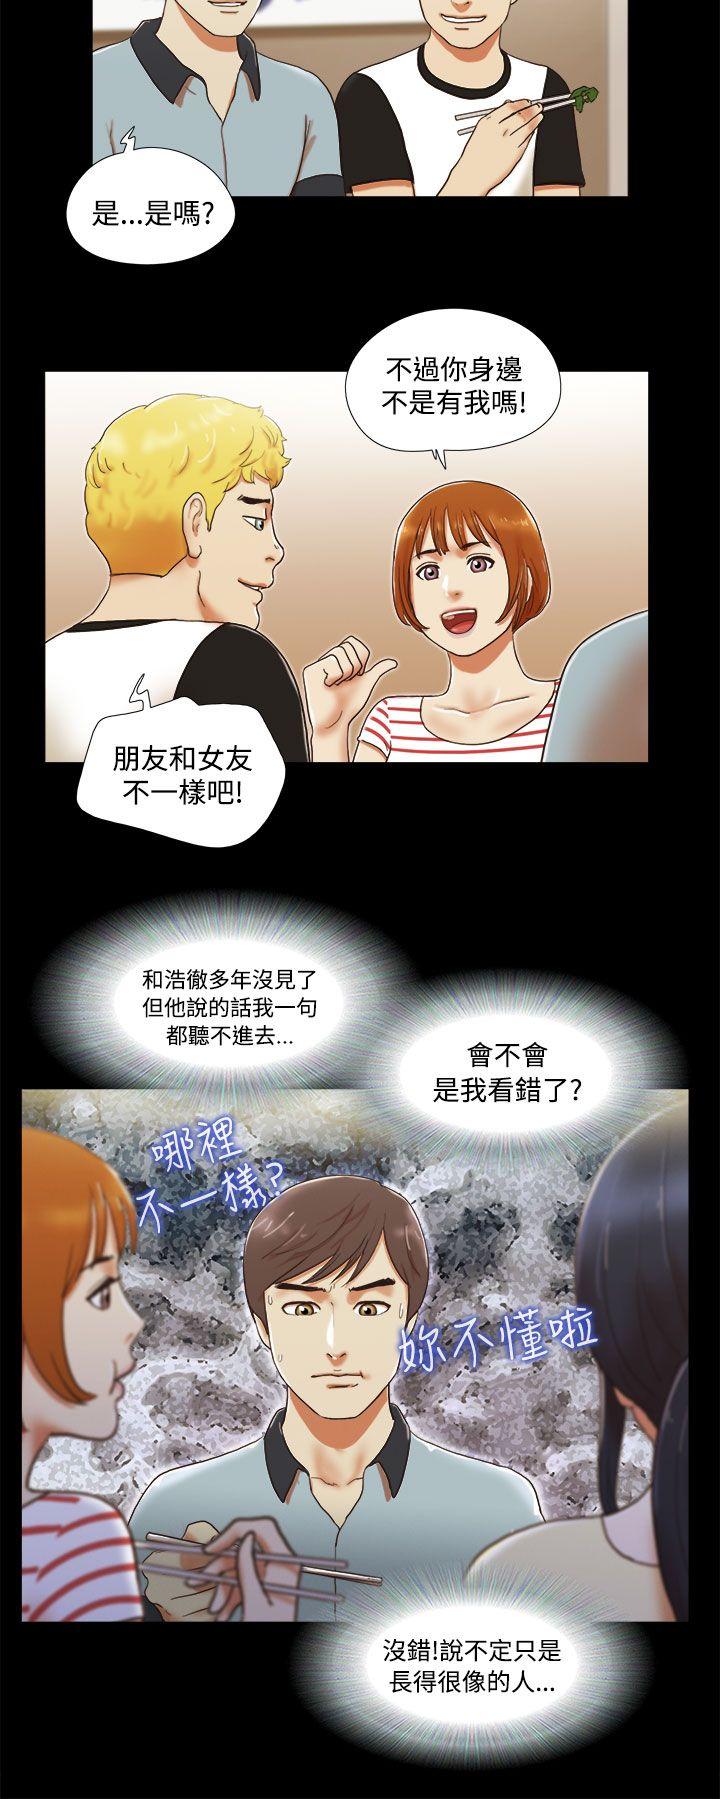 是...是嗎?
不過你身邊
不是有我嗎!
朋友和女友
不一樣吧!
和浩徹多年沒見了
但他說的話我一句
都聽不進去...
會不會
是我看錯了?
哪裡
不一樣?
妳不懂啦
沒錯!說不定只是
長得很像的人...